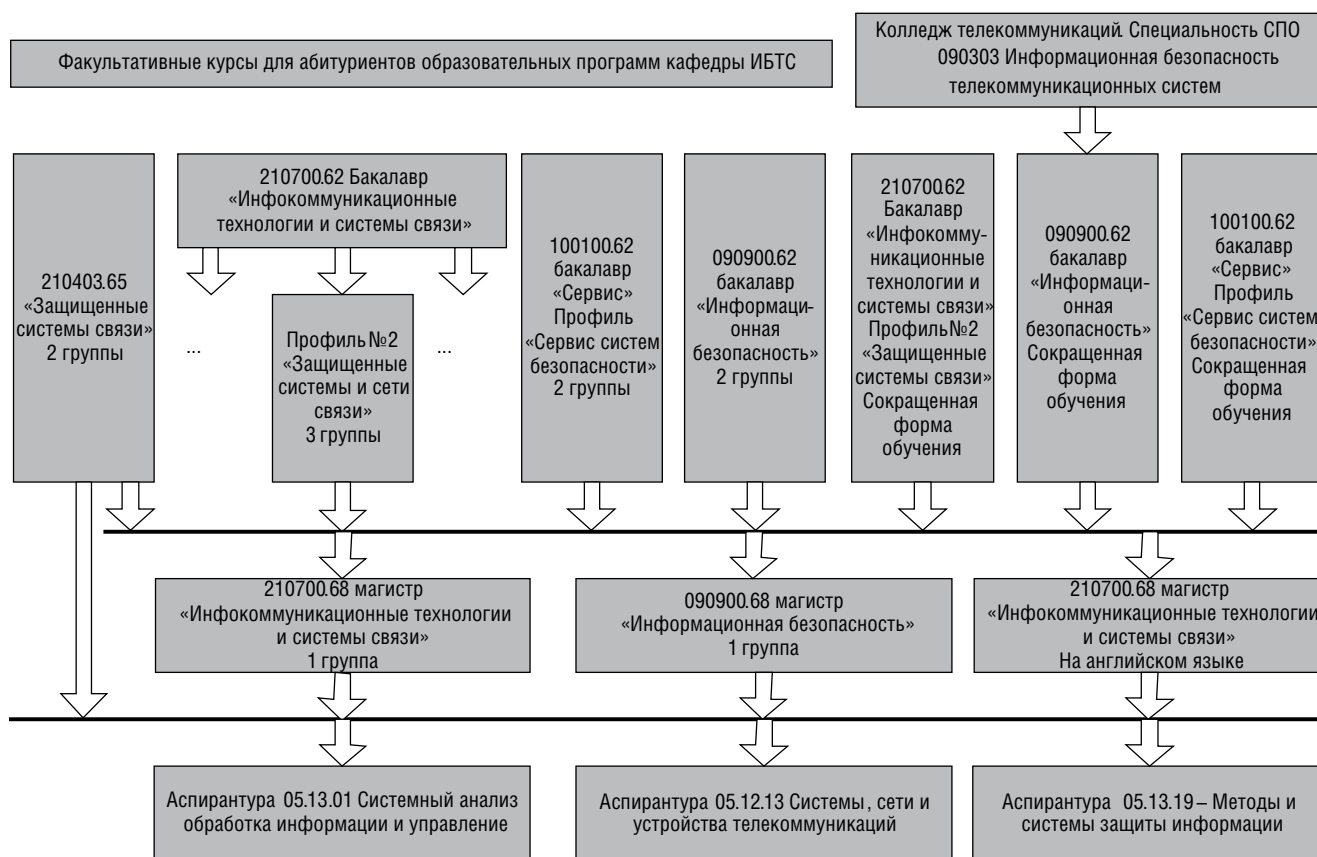 Факультативные курсы для абитуриентов образовательных программ кафедры ИБТС
Колледж телекоммуникаций. Специальность СПО
090303 Информационная безопасность
телекоммуникационных систем
210403.65
«Защищенные
системы связи»
2 группы
210700.62 Бакалавр
«Инфокоммуникационные
технологии и системы связи»
...
Профиль №2
«Защищенные
системы и сети
связи»
3 группы
...
100100.62
бакалавр
«Сервис»
Профиль
«Сервис систем
безопасности»
2 группы
090900.62
бакалавр
«Информаци-
онная
безопасность»
2 группы
210700.62
Бакалавр
«Инфокомму-
никационные
технологии и
системы связи»
Профиль №2
«Защищенные
системы связи»
Сокращенная
форма
обучения
090900.62
бакалавр
«Информаци-
онная
безопасность»
Сокращенная
форма
обучения
100100.62
бакалавр
«Сервис»
Профиль
«Сервис систем
безопасности»
Сокращенная
форма
обучения
210700.68 магистр
«Инфокоммуникационные технологии
и системы связи»
1 группа
090900.68 магистр
«Информационная безопасность»
1 группа
210700.68 магистр
«Инфокоммуникационные технологии
и системы связи»
На английском языке
Аспирантура 05.13.01 Системный анализ
обработка информации и управление
Аспирантура 05.12.13 Системы, сети и
устройства телекоммуникаций
Аспирантура 05.13.19 – Методы и
системы защиты информации